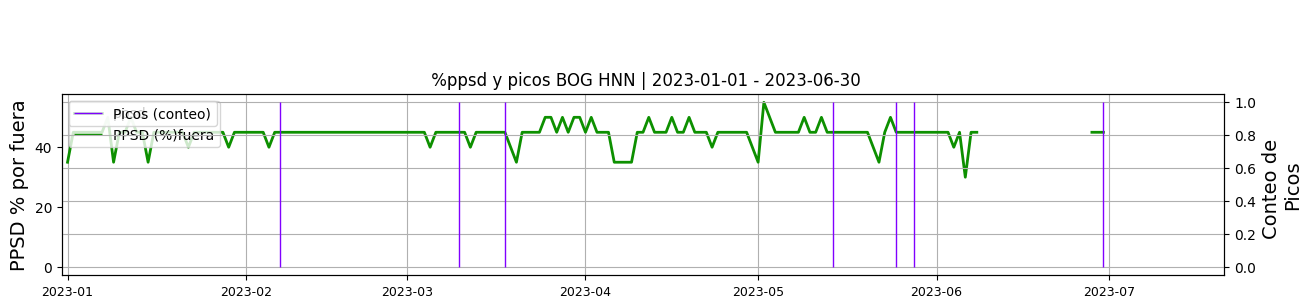 %ppsd y picos BOG HNN | 2023-01-01 - 2023-06-30
Picos (conteo)
PPSD (%)fuera
PPSD % por fuera
40
20
0
1.0
0.8
0.6
0.4
0.2
0.0
Conteo de
Picos
2023-01
2023-02
2023-03
2023-04
2023-05
2023-06
2023-07